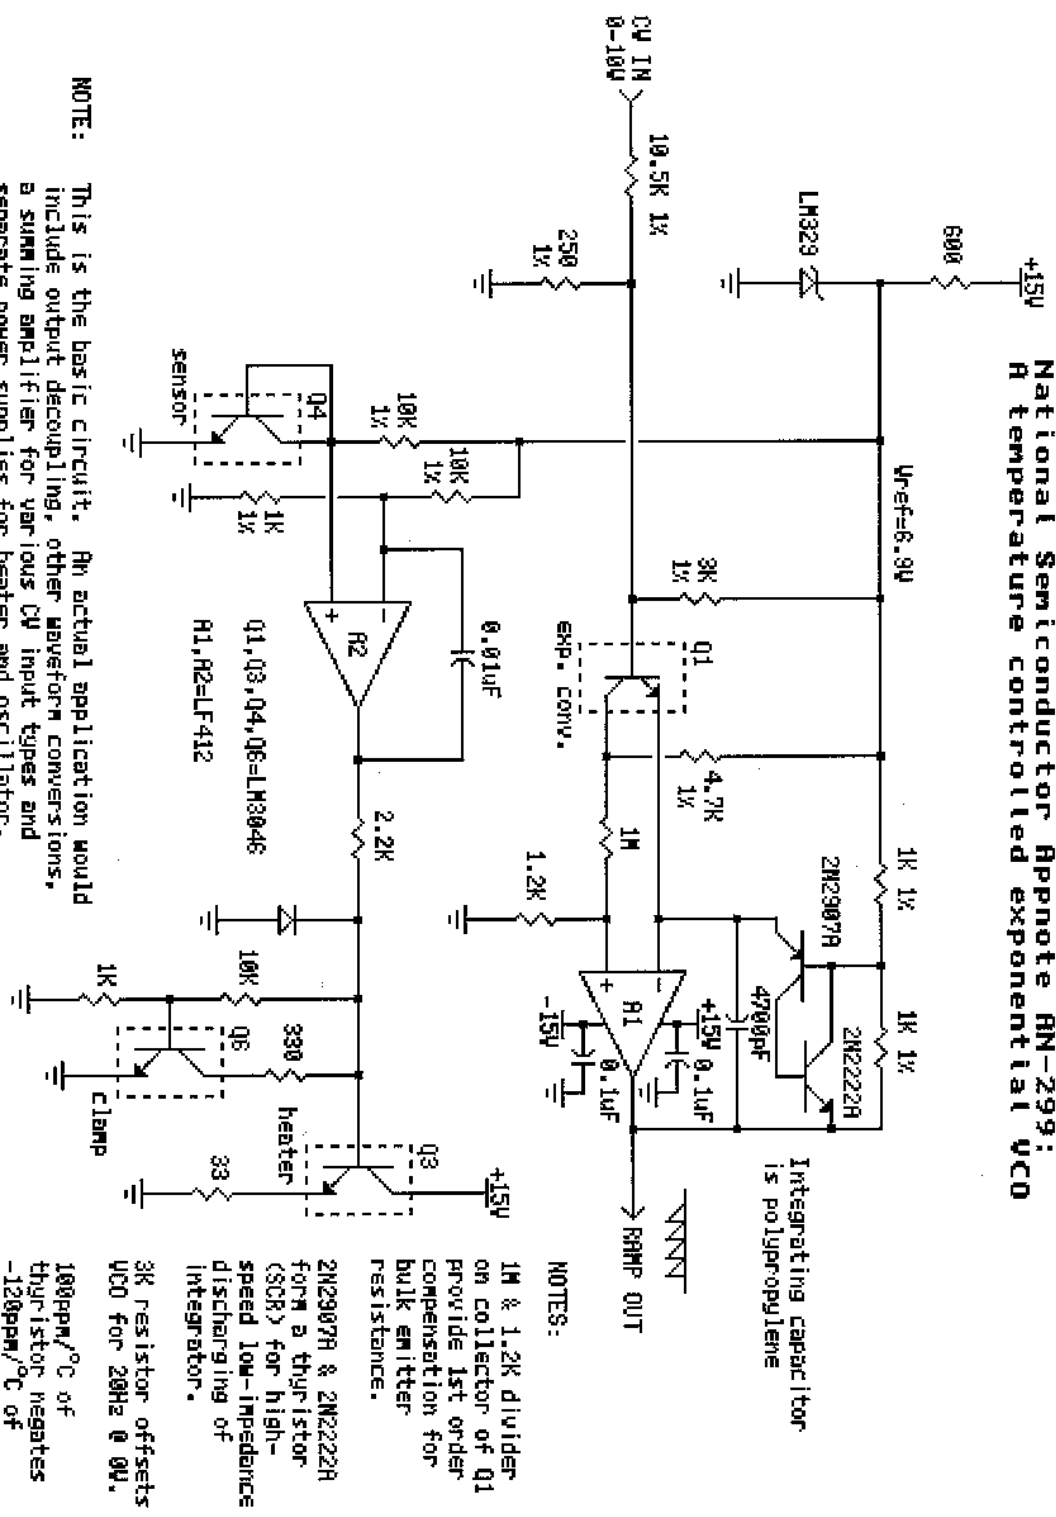 National Semiconductor Appnote AN-299:
A temperature controlled exponential VCO
+15V
600
LM329
Vref=6.9V
CV IN
0-10V
10.5K 1%
250
1%
3K
1%
Q1
exp. conv.
4.7K
1%
1M
1.2K
1K 1%
1K 1%
2N2907A
2N2222A
4700pF
+15V
0.1uF
A1
-15V
0.1uF
RAMP OUT
Integrating capacitor
is polypropylene
Q4
sensor
10K
1%
10K
1%
1K
1%
A2
0.01uF
2.2K
Q1,Q3,Q4,Q6=LM3046
A1,A2=LF412
10K
1K
Q6
clamp
330
Q3
heater
+15V
33
NOTES:
1M & 1.2K divider
on collector of Q1
provide 1st order
compensation for
bulk emitter
resistance.
2N2907A & 2N2222A
form a thyristor
(SCR) for high-
speed low-impedance
discharging of
integrator.
3K resistor offsets
VCO for 20Hz @ 0V.
100ppm/°C of
thyristor negates
-120ppm/°C of
NOTE: This is the basic circuit. An actual application would
include output decoupling, other waveform conversions,
a summing amplifier for various CV input types and
separate power supplies for heater and oscillator.